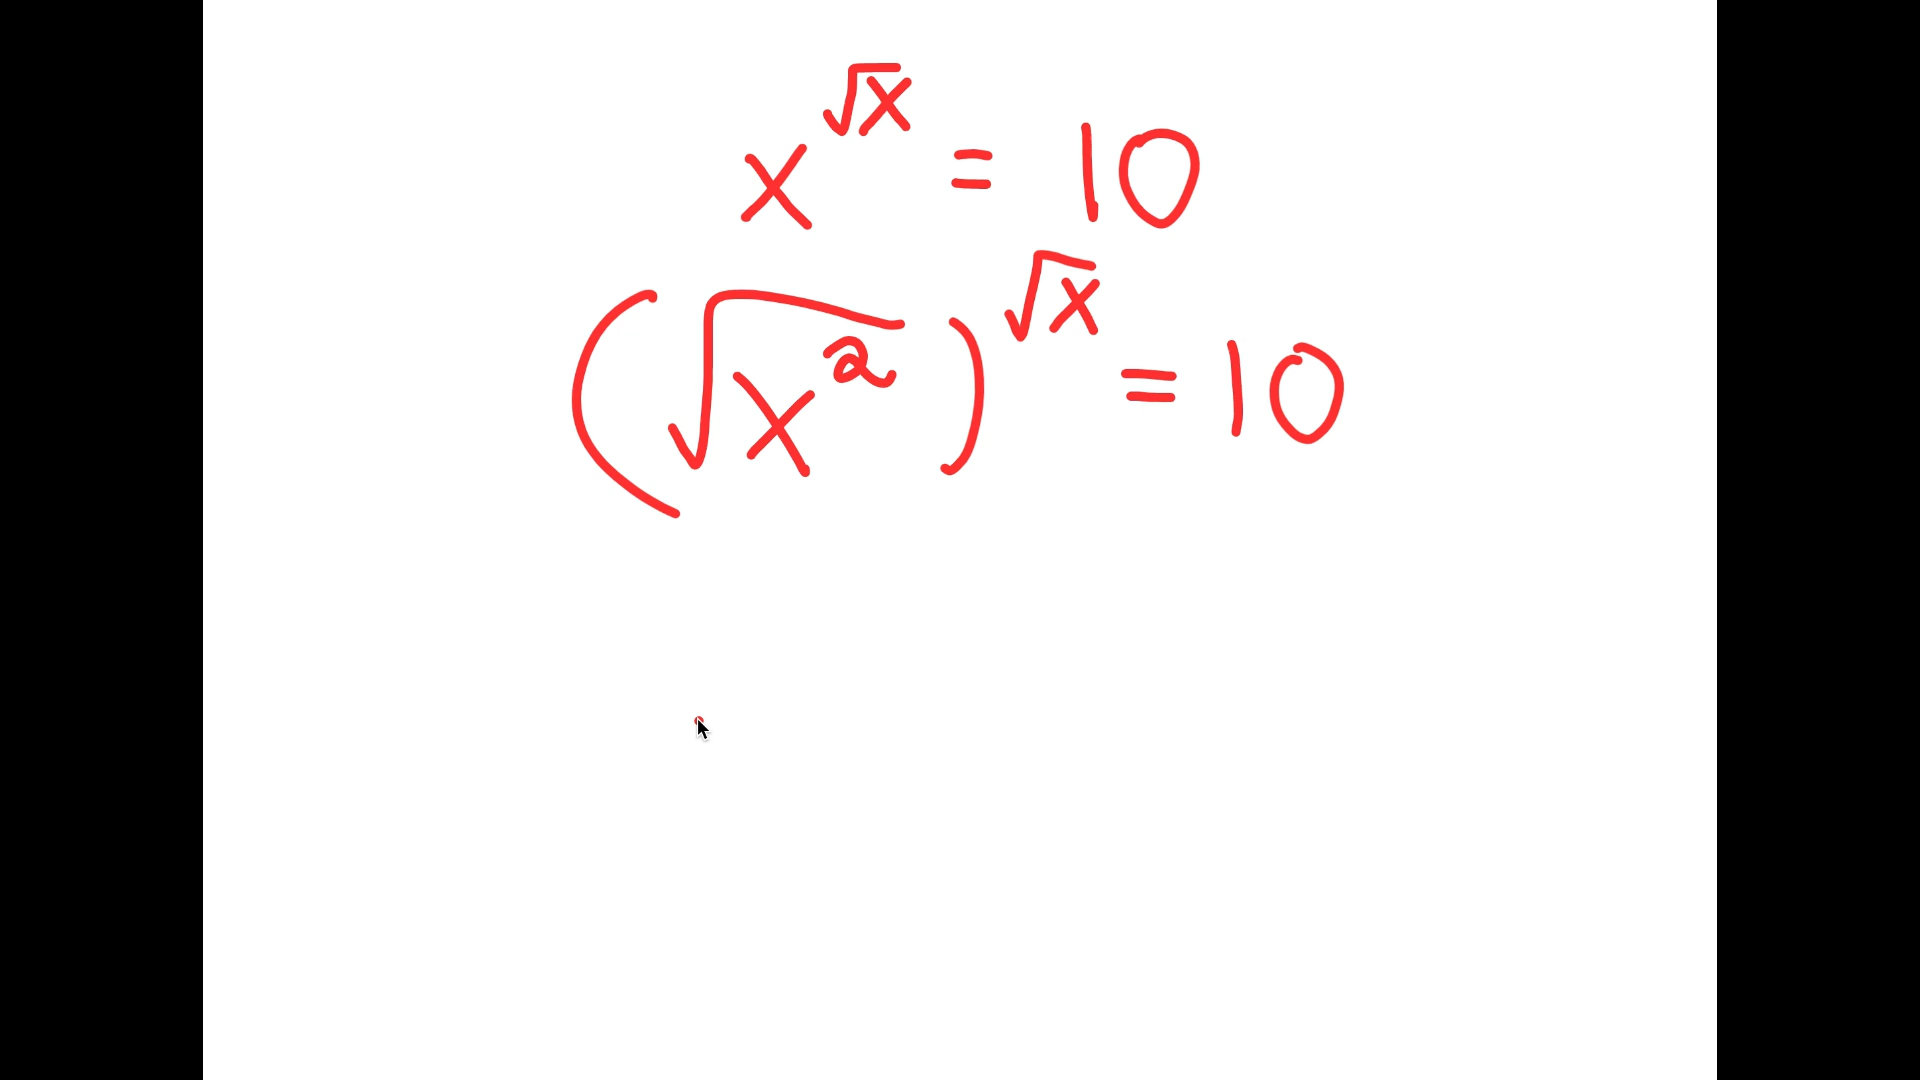 x^√x = 10
(√x²)^√x = 10